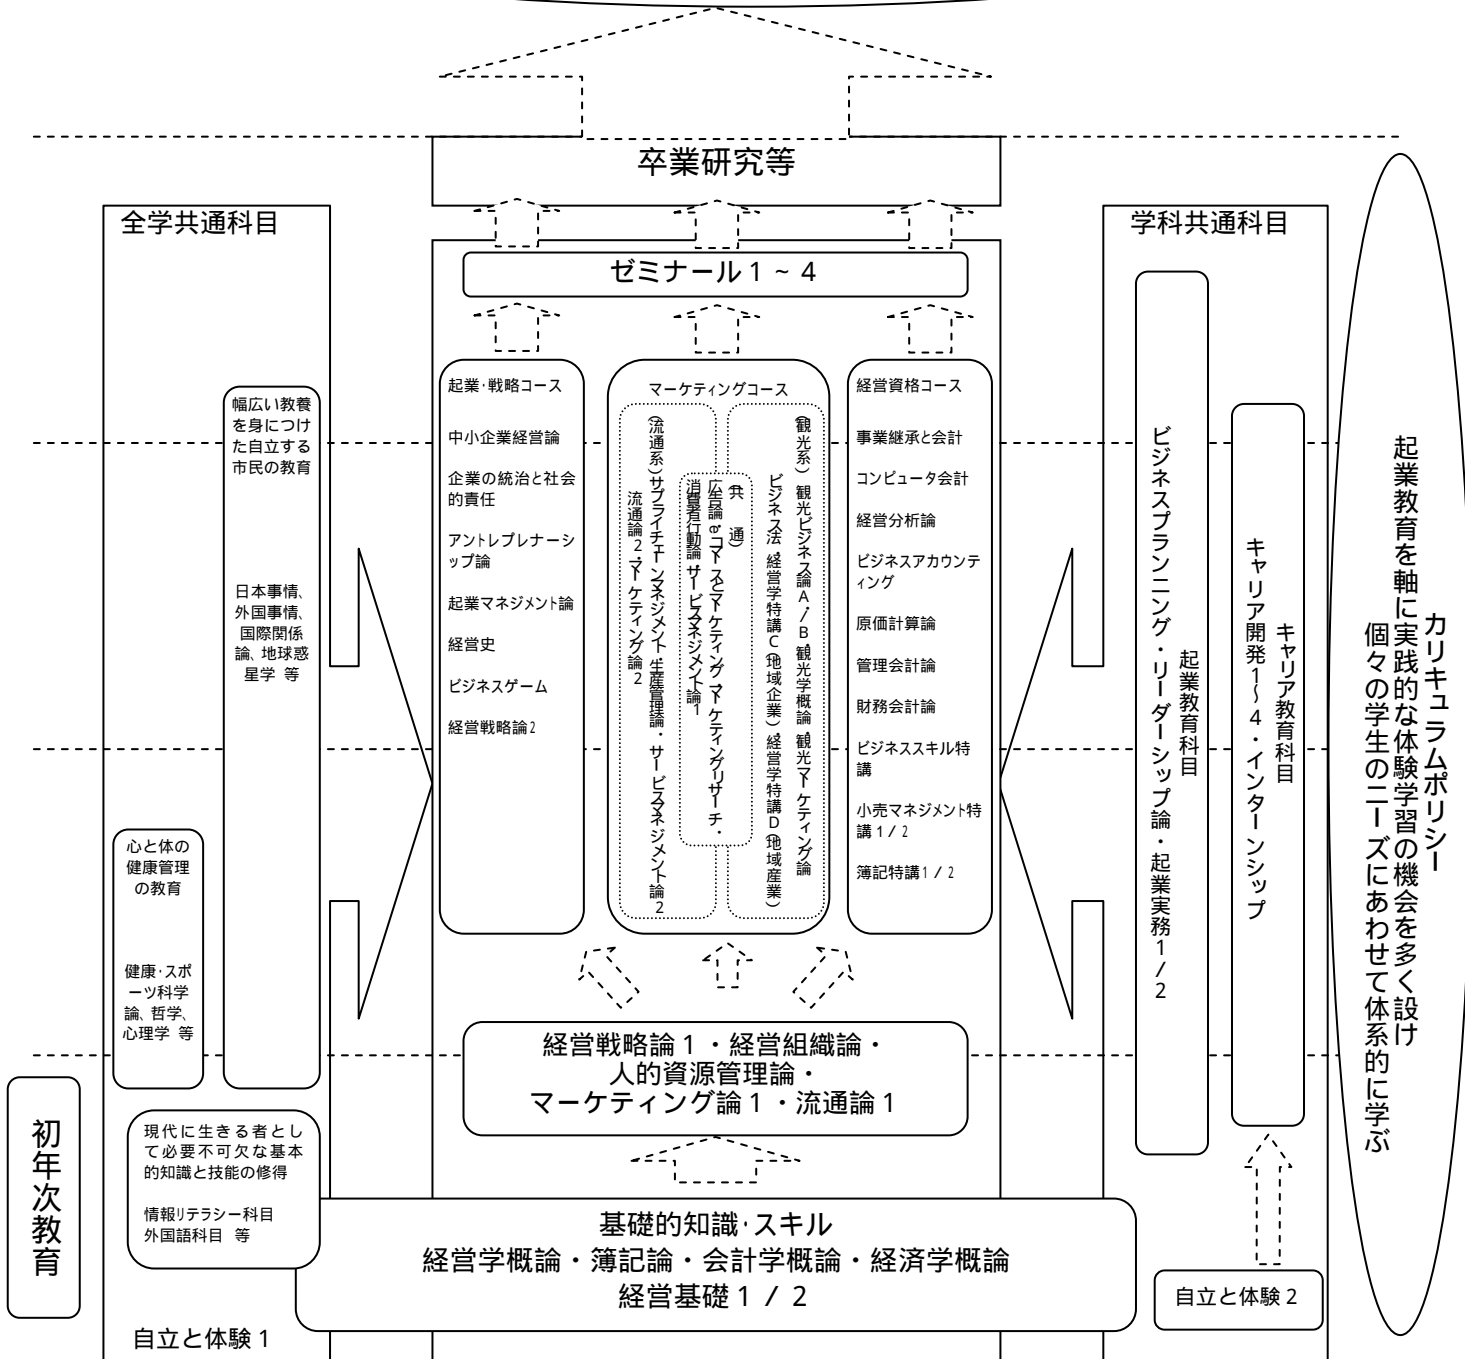 卒業研究等
全学共通科目
学科共通科目
ゼミナール1~4
起業・戦略コース
中小企業経営論
企業の統治と社会
的責任
アントレプレナーシ
ップ論
起業マネジメント論
経営史
ビジネスゲーム
経営戦略論2
マーケティングコース
(観光系) 観光ビジネス論A/B・観光学概論・観光マーケティング論
ビジネス法・経営学特講C(地域企業)・経営学特講D(地域産業)
(共 通)
広告論・eコマースとマーケティング・マーケティングリサーチ・
消費者行動論・サービスマネジメント論1
(流通系)サプライチェーンマネジメント・生産管理論・サービスマネジメント論2
流通論2・マーケティング論2
経営資格コース
事業継承と会計
コンピュータ会計
経営分析論
ビジネスアカウンテ
ィング
原価計算論
管理会計論
財務会計論
ビジネススキル特
講
小売マネジメント特
講1/2
簿記特講1/2
幅広い教養
を身につけ
た自立する
市民の教育
日本事情、
外国事情、
国際関係
論、地球惑
星学 等
心と体の
健康管理
の教育
健康・スポ
ーツ科学
論、哲学、
心理学 等
起業教育科目
ビジネスプランニング・リーダーシップ論・起業実務1/2
キャリア教育科目
キャリア開発1~4・インターンシップ
カリキュラムポリシー
起業教育を軸に実践的な体験学習の機会を多く設け
個々の学生のニーズにあわせて体系的に学ぶ
経営戦略論1・経営組織論・
人的資源管理論・
マーケティング論1・流通論1
初年次教育
現代に生きる者とし
て必要不可欠な基本
的知識と技能の修得
情報リテラシー科目
外国語科目 等
基礎的知識・スキル
経営学概論・簿記論・会計学概論・経済学概論
経営基礎1/2
自立と体験2
自立と体験1